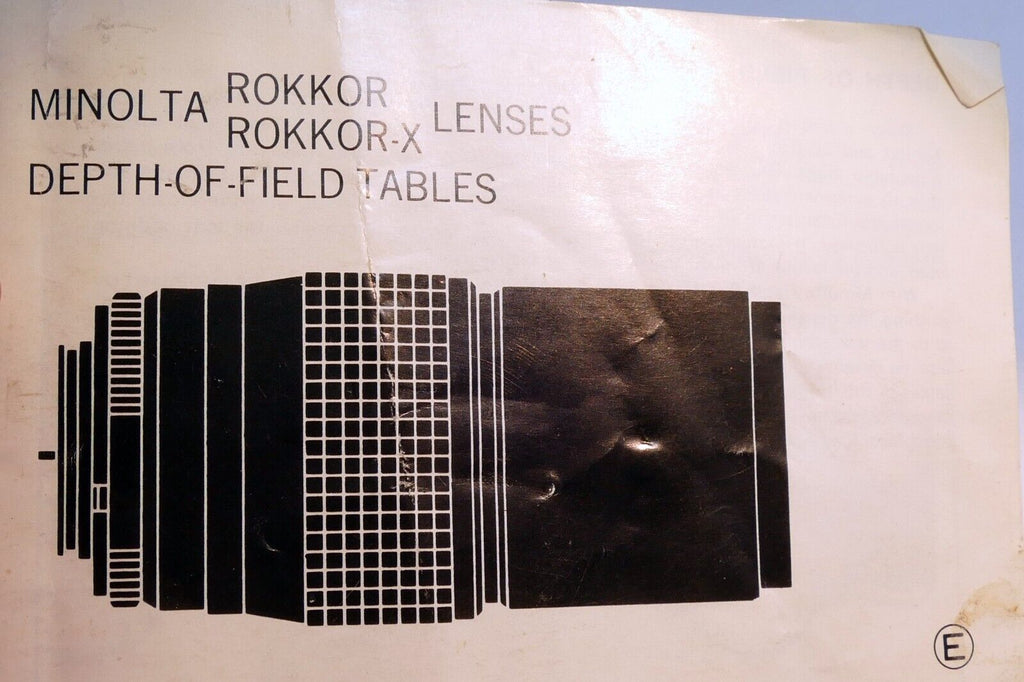 MINOLTA ROKKOR LENSES
ROKKOR-X
DEPTH-OF-FIELD TABLES
E